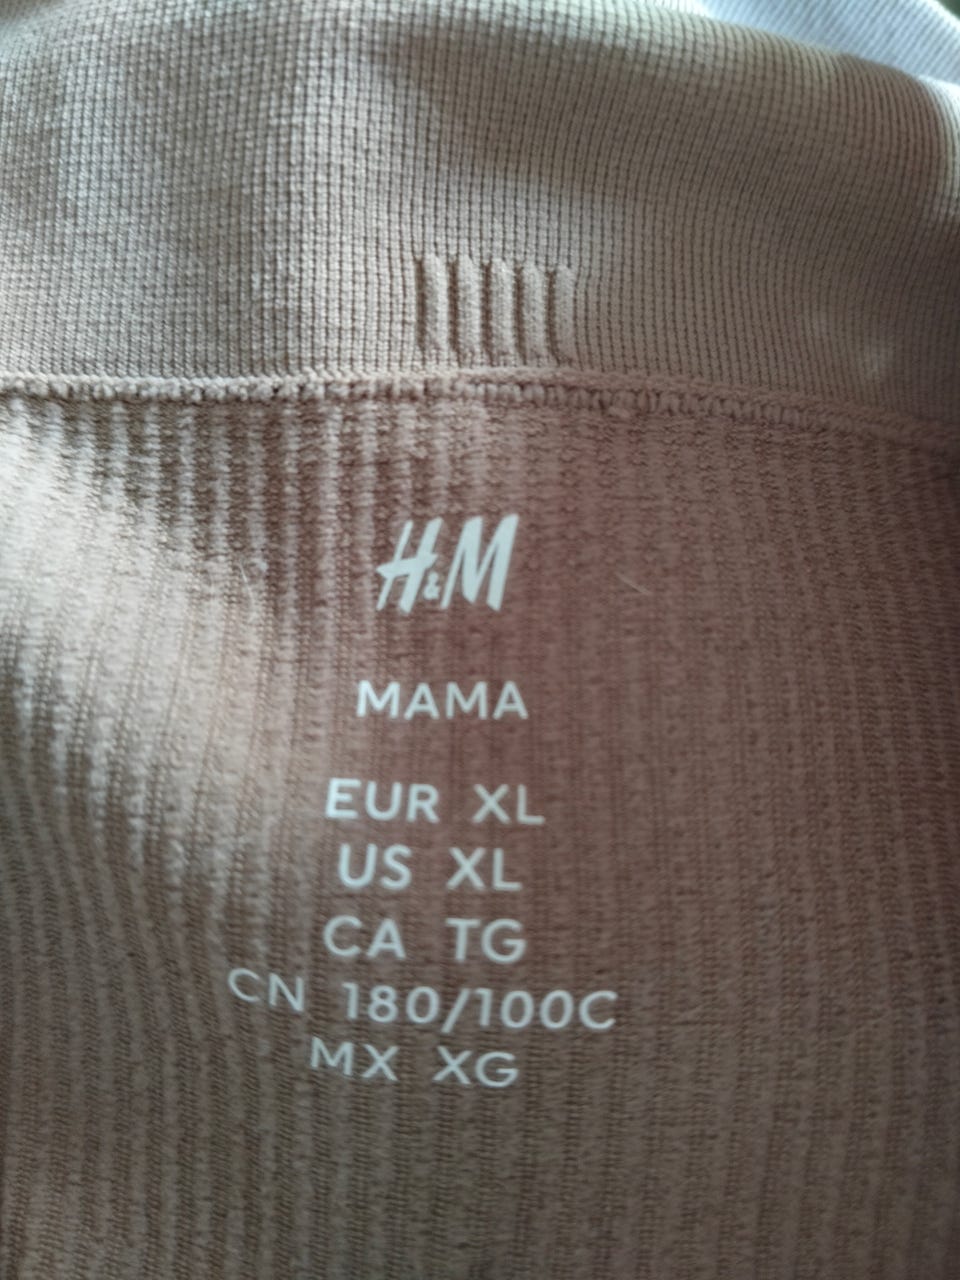 H&M
MAMA
EUR XL
US XL
CA TG
CN 180/100C
MX XG